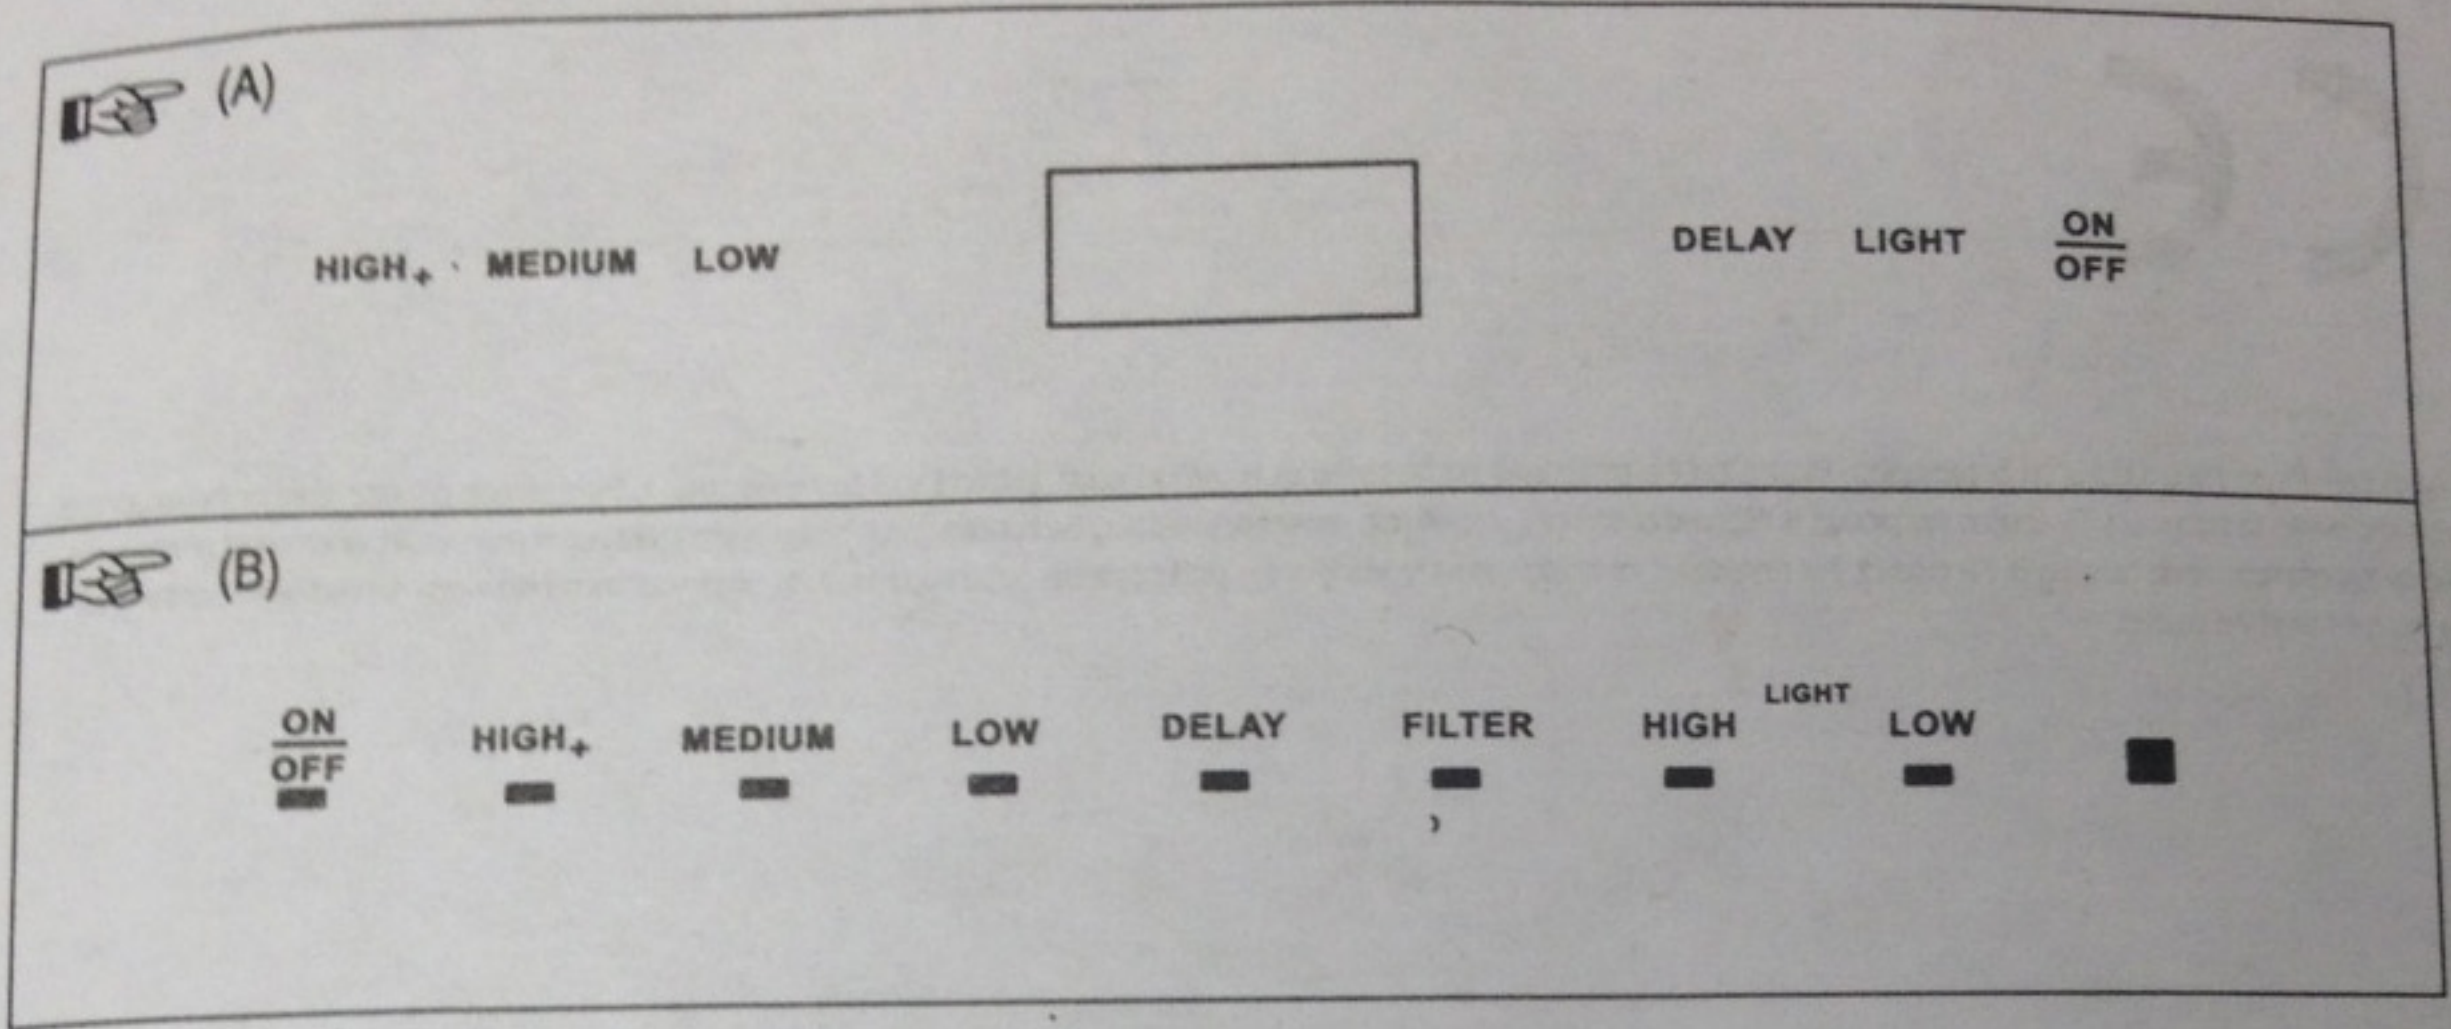 (A)
HIGH+ MEDIUM LOW DELAY LIGHT ON
OFF
(B)
LIGHT
ON
OFF HIGH+ MEDIUM LOW DELAY FILTER HIGH LOW